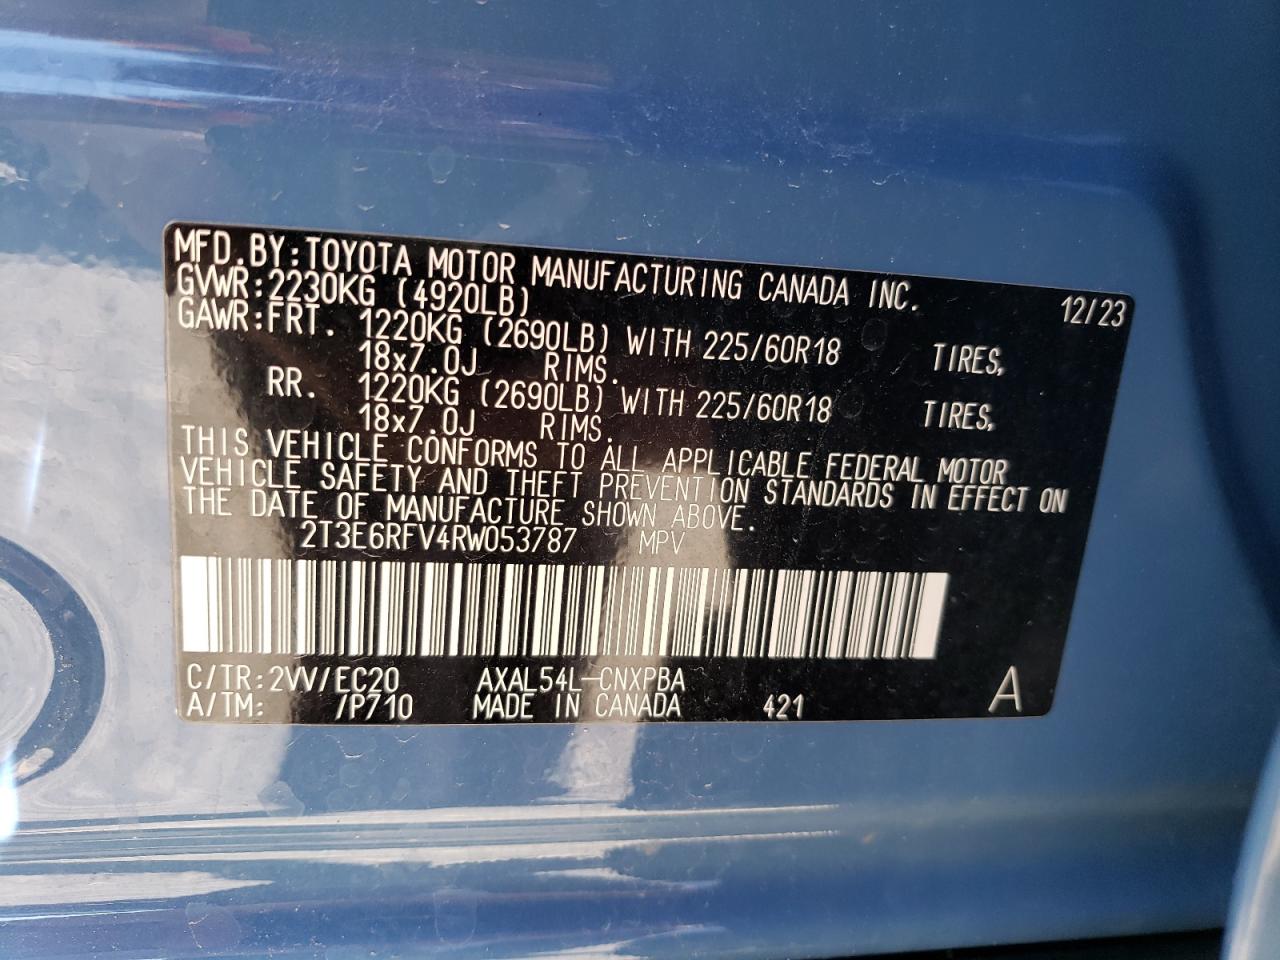 MFD.BY:TOYOTA MOTOR MANUFACTURING CANADA INC. 12/23
GVWR:2230KG (4920LB)
GAWR:FRT. 1220KG (2690LB) WITH 225/60R18 TIRES,
18x7.0J RIMS.
RR. 1220KG (2690LB) WITH 225/60R18 TIRES,
18x7.0J RIMS.
THIS VEHICLE CONFORMS TO ALL APPLICABLE FEDERAL MOTOR
VEHICLE SAFETY AND THEFT PREVENTION STANDARDS IN EFFECT ON
THE DATE OF MANUFACTURE SHOWN ABOVE.
2T3E6RFV4RW053787 MPV
C/TR:2VV/EC20 AXAL54L-CNXPBA
A/TM: /P710 MADE IN CANADA 421 A